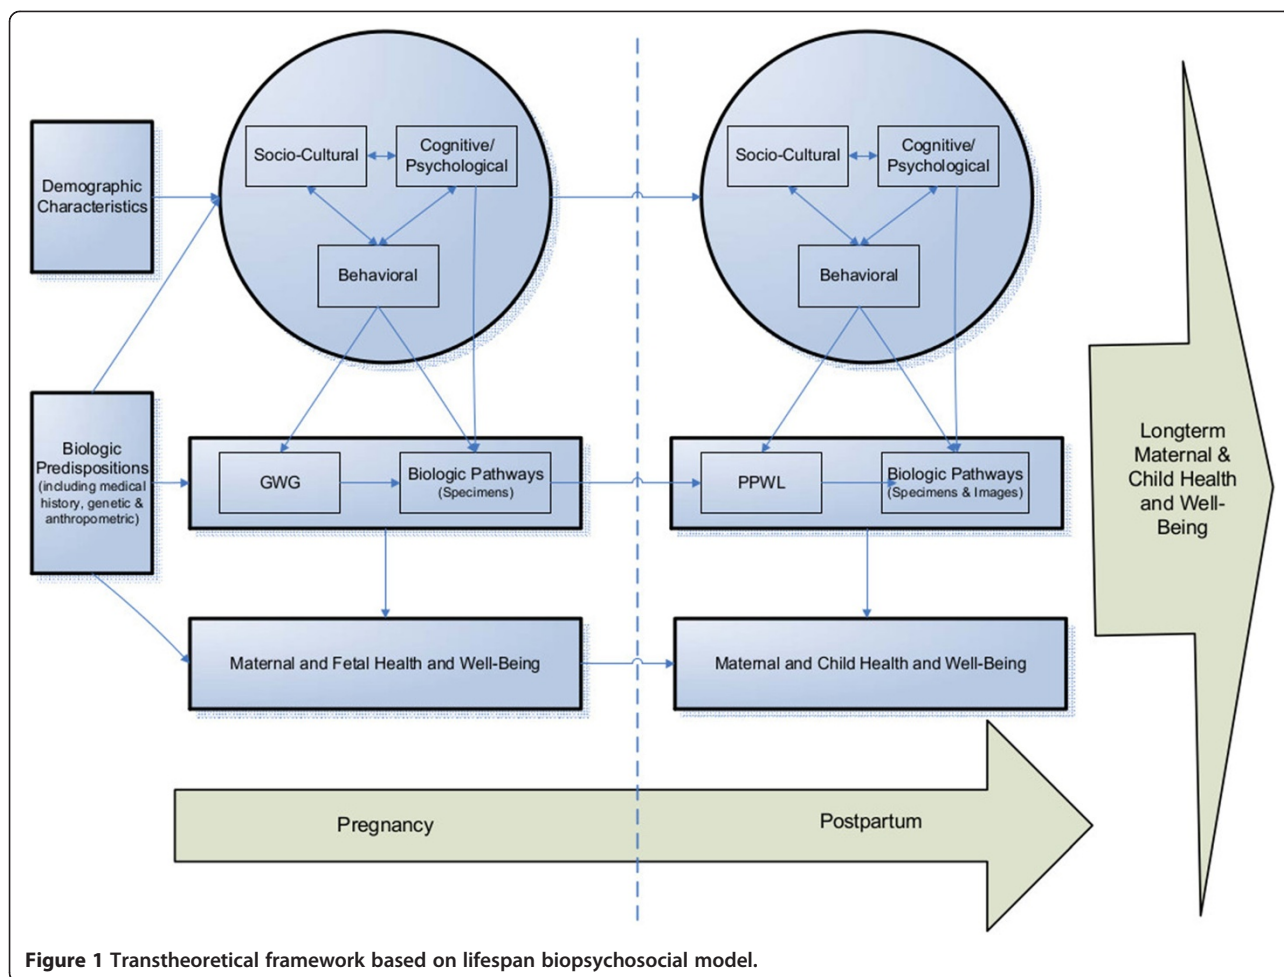 Demographic
Characteristics
Socio-Cultural
Cognitive/
Psychological
Behavioral
Socio-Cultural
Cognitive/
Psychological
Behavioral
Biologic
Predispositions
(including medical
history, genetic &
anthropometric)
GWG
Biologic Pathways
(Specimens)
PPWL
Biologic Pathways
(Specimens & Images)
Maternal and Fetal Health and Well-Being
Maternal and Child Health and Well-Being
Longterm
Maternal &
Child Health
and Well-
Being
Pregnancy
Postpartum
Figure 1 Transtheoretical framework based on lifespan biopsychosocial model.